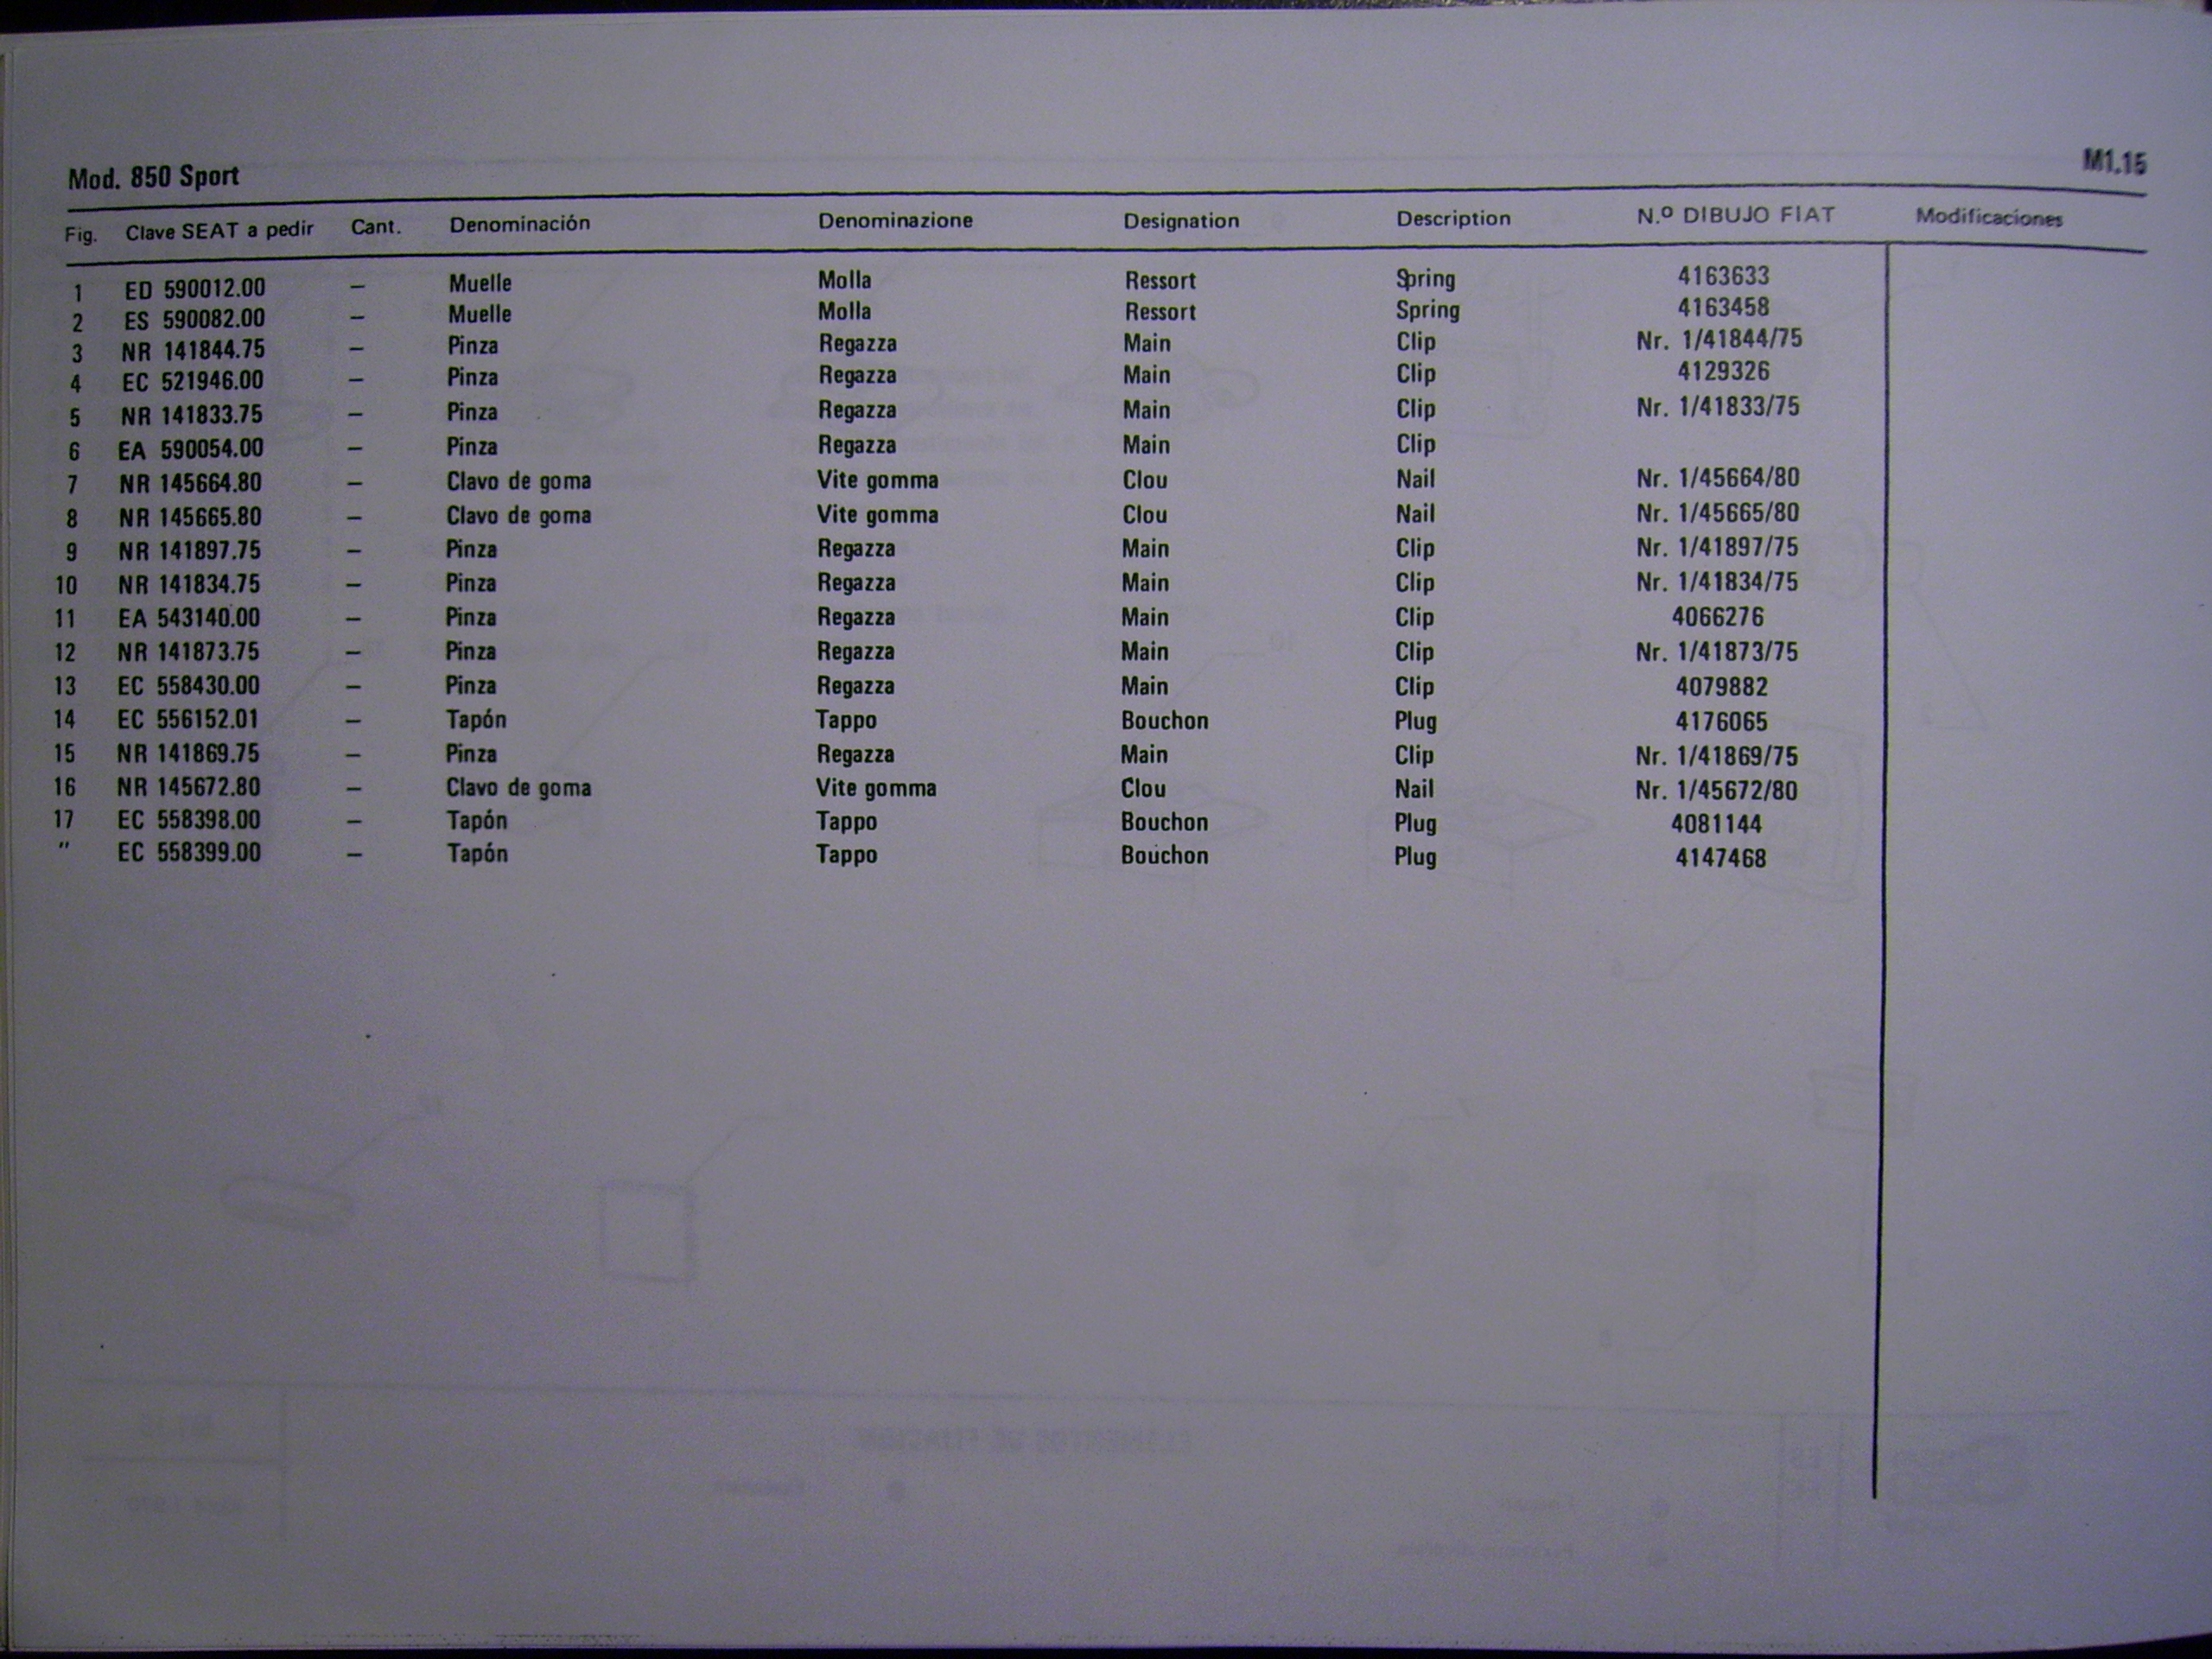 M1.15
Mod. 850 Sport
Fig. Clave SEAT a pedir Cant. Denominación Denominazione Designation Description N.º DIBUJO FIAT Modificaciones
1 ED 590012.00 – Muelle Molla Ressort Spring 4163633
2 ES 590082.00 – Muelle Molla Ressort Spring 4163458
3 NR 141844.75 – Pinza Regazza Main Clip Nr. 1/41844/75
4 EC 521946.00 – Pinza Regazza Main Clip 4129326
5 NR 141833.75 – Pinza Regazza Main Clip Nr. 1/41833/75
6 EA 590054.00 – Pinza Regazza Main Clip
7 NR 145664.80 – Clavo de goma Vite gomma Clou Nail Nr. 1/45664/80
8 NR 145665.80 – Clavo de goma Vite gomma Clou Nail Nr. 1/45665/80
9 NR 141897.75 – Pinza Regazza Main Clip Nr. 1/41897/75
10 NR 141834.75 – Pinza Regazza Main Clip Nr. 1/41834/75
11 EA 543140.00 – Pinza Regazza Main Clip 4066276
12 NR 141873.75 – Pinza Regazza Main Clip Nr. 1/41873/75
13 EC 558430.00 – Pinza Regazza Main Clip 4079882
14 EC 556152.01 – Tapón Tappo Bouchon Plug 4176065
15 NR 141869.75 – Pinza Regazza Main Clip Nr. 1/41869/75
16 NR 145672.80 – Clavo de goma Vite gomma Clou Nail Nr. 1/45672/80
17 EC 558398.00 – Tapón Tappo Bouchon Plug 4081144
" EC 558399.00 – Tapón Tappo Bouchon Plug 4147468